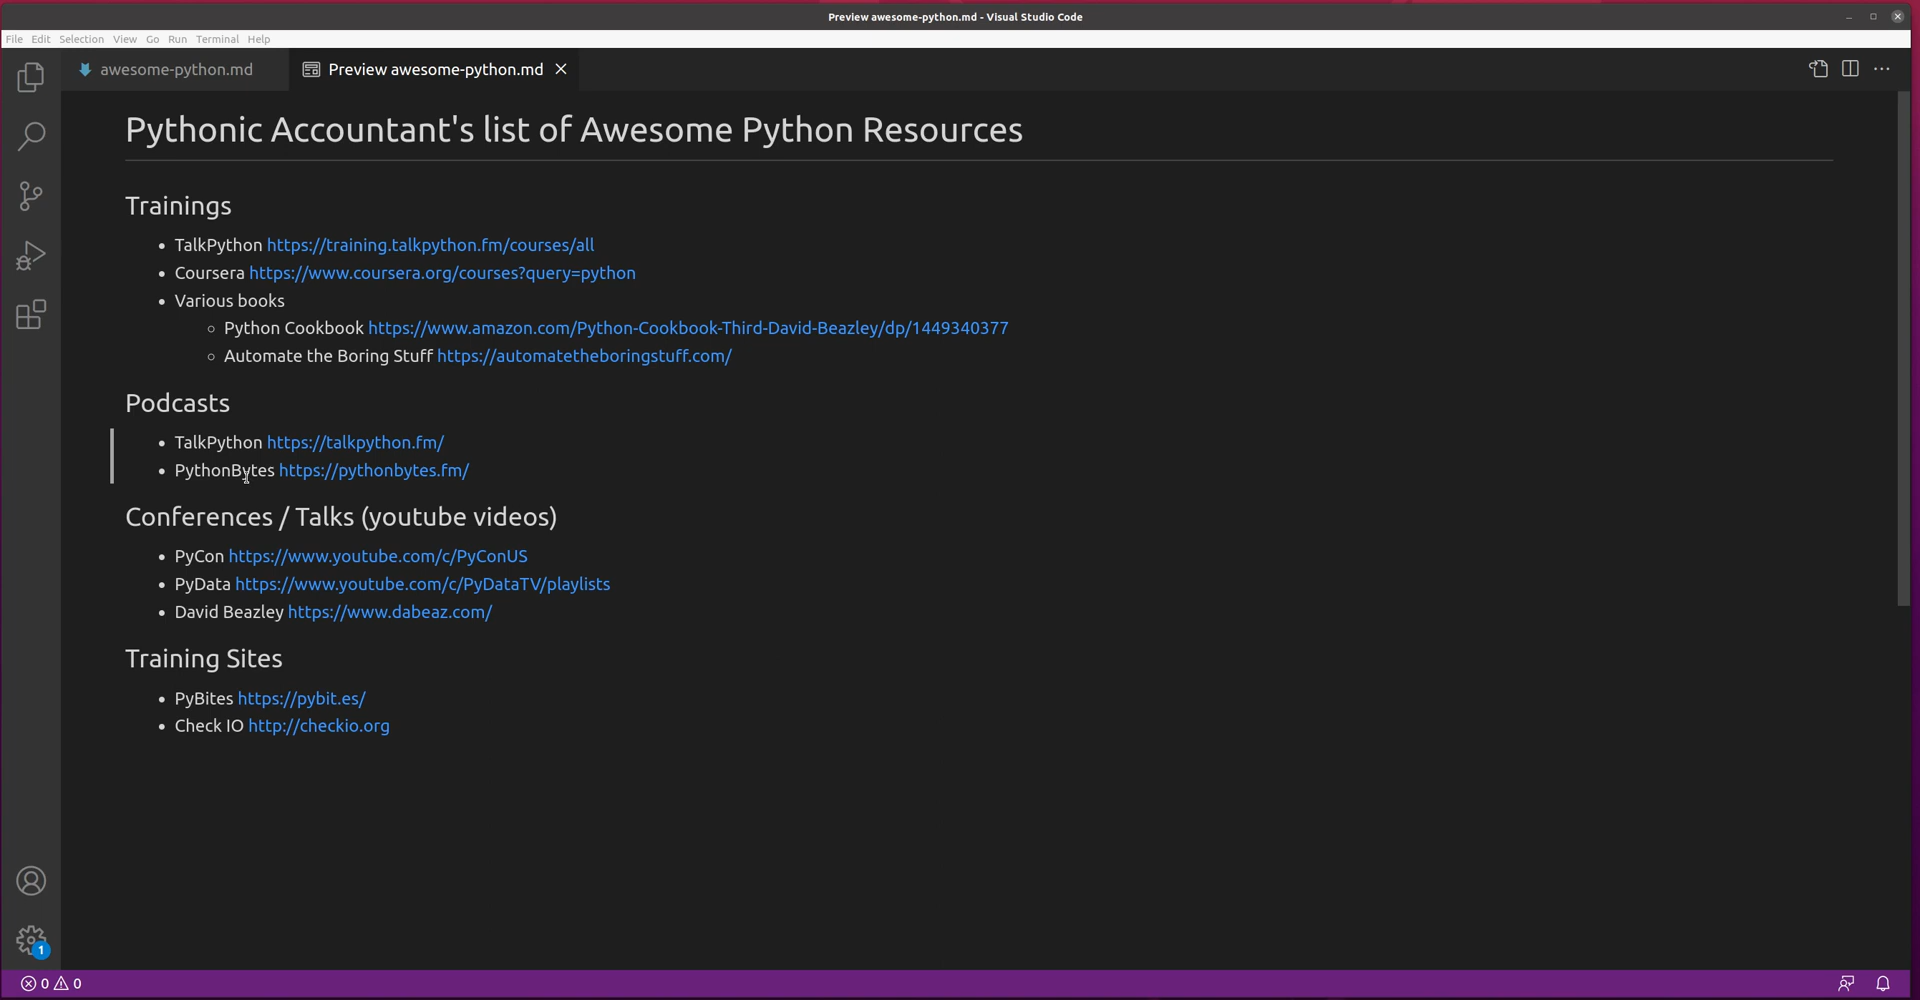 Preview awesome-python.md - Visual Studio Code
File Edit Selection View Go Run Terminal Help
awesome-python.md Preview awesome-python.md
Pythonic Accountant's list of Awesome Python Resources
Trainings
• TalkPython https://training.talkpython.fm/courses/all
• Coursera https://www.coursera.org/courses?query=python
• Various books
◦ Python Cookbook https://www.amazon.com/Python-Cookbook-Third-David-Beazley/dp/1449340377
◦ Automate the Boring Stuff https://automatetheboringstuff.com/
Podcasts
• TalkPython https://talkpython.fm/
• PythonBytes https://pythonbytes.fm/
Conferences / Talks (youtube videos)
• PyCon https://www.youtube.com/c/PyConUS
• PyData https://www.youtube.com/c/PyDataTV/playlists
• David Beazley https://www.dabeaz.com/
Training Sites
• PyBites https://pybit.es/
• Check IO http://checkio.org
1
0 0